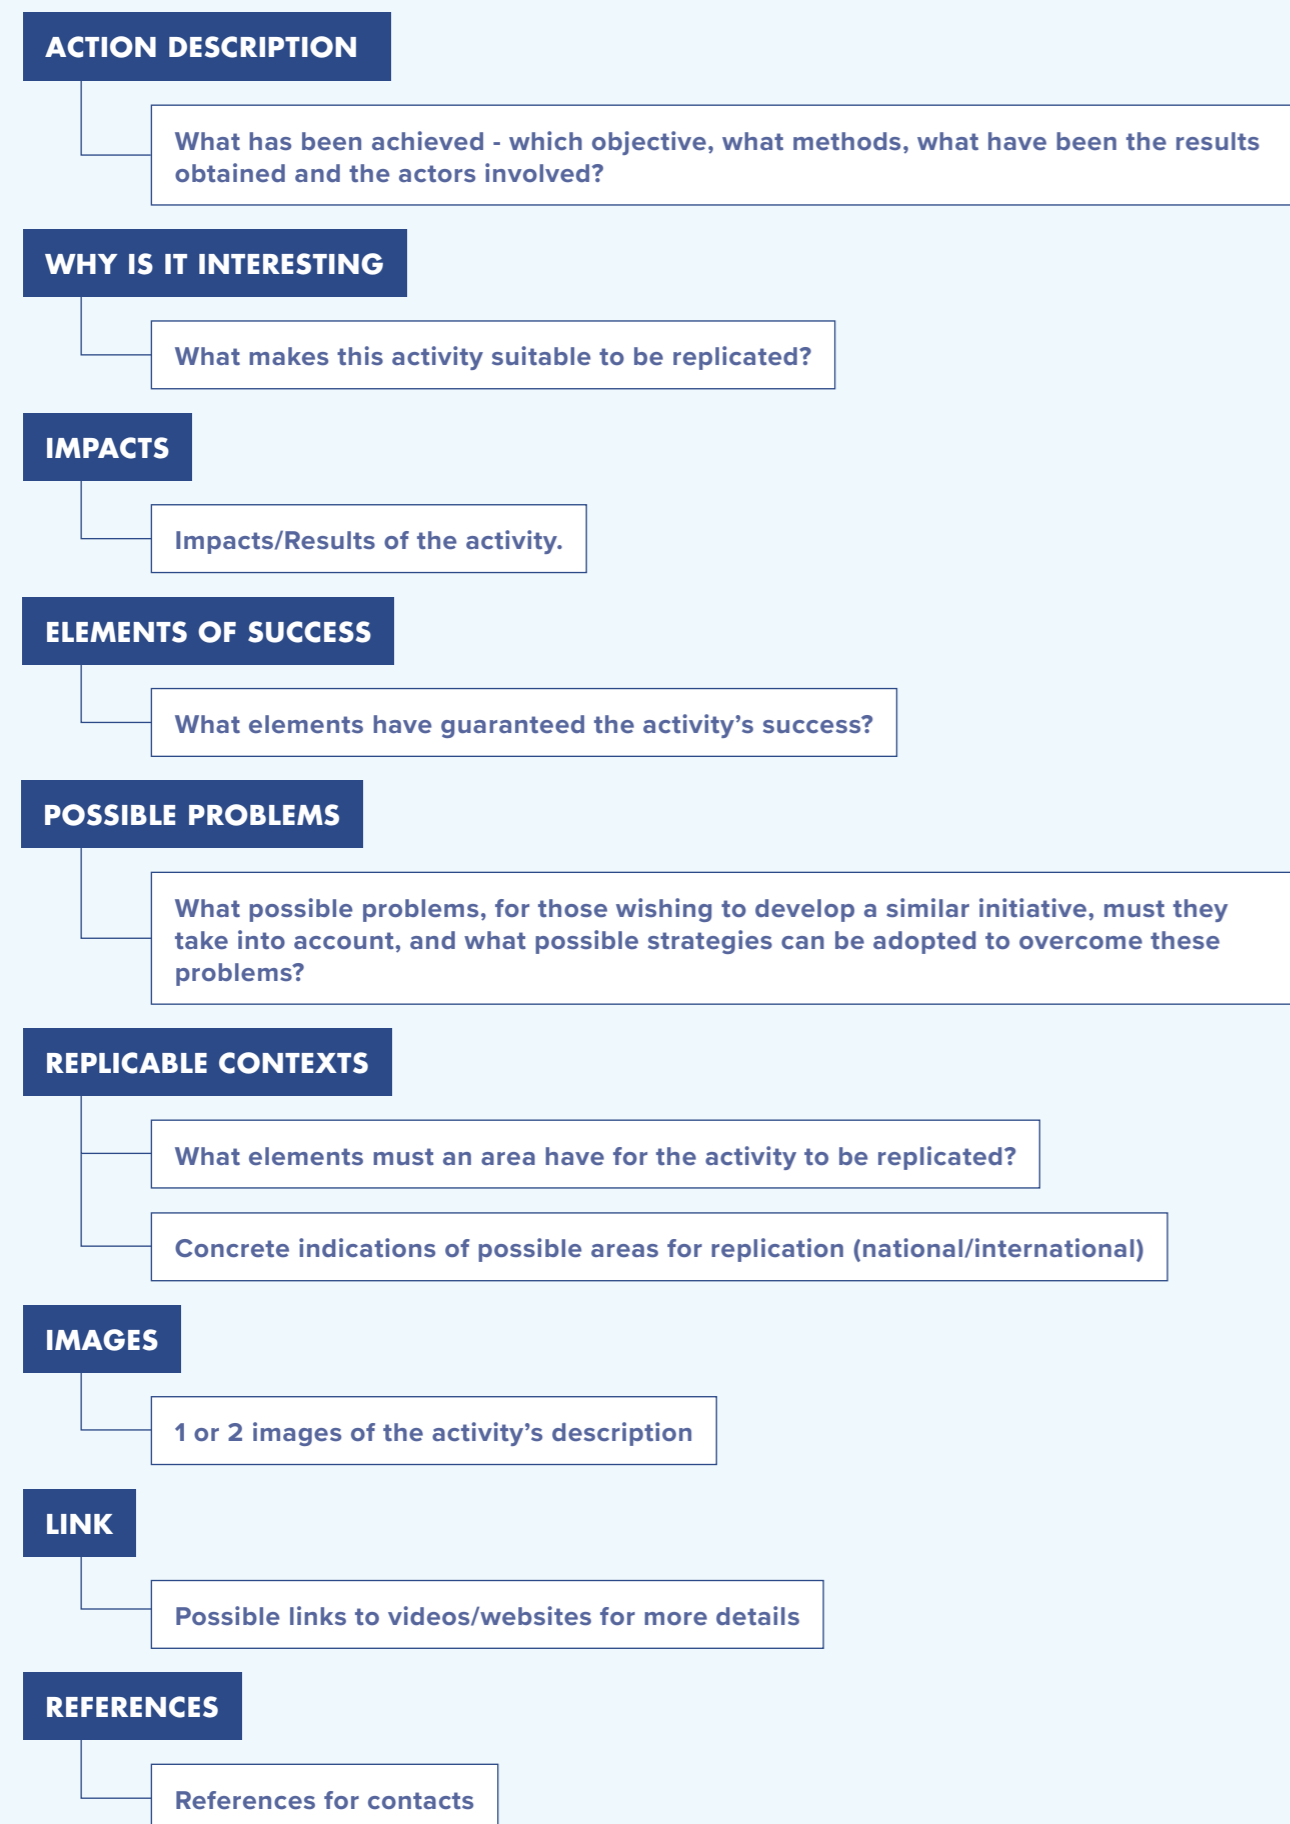 ACTION DESCRIPTION
What has been achieved - which objective, what methods, what have been the results
obtained and the actors involved?
WHY IS IT INTERESTING
What makes this activity suitable to be replicated?
IMPACTS
Impacts/Results of the activity.
ELEMENTS OF SUCCESS
What elements have guaranteed the activity’s success?
POSSIBLE PROBLEMS
What possible problems, for those wishing to develop a similar initiative, must they
take into account, and what possible strategies can be adopted to overcome these
problems?
REPLICABLE CONTEXTS
What elements must an area have for the activity to be replicated?
Concrete indications of possible areas for replication (national/international)
IMAGES
1 or 2 images of the activity’s description
LINK
Possible links to videos/websites for more details
REFERENCES
References for contacts